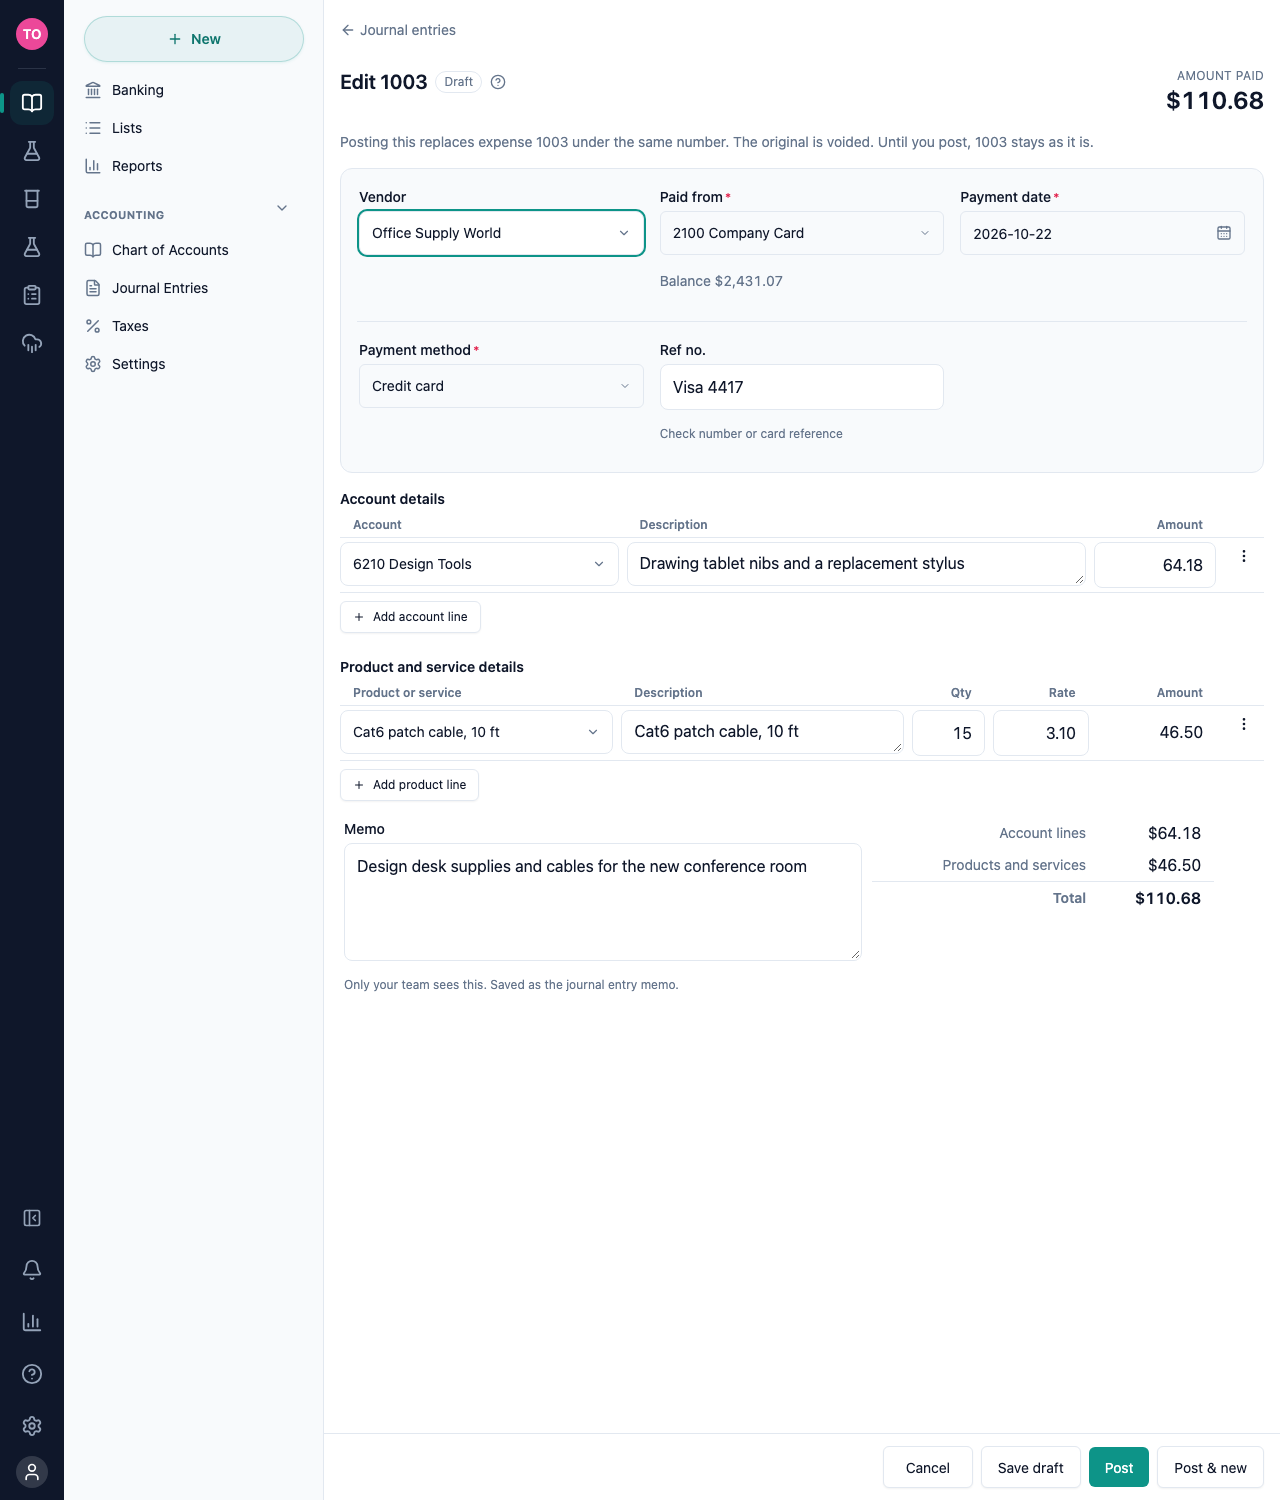 TO
New
Banking
Lists
Reports
ACCOUNTING
Chart of Accounts
Journal Entries
Taxes
Settings
Journal entries
Edit 1003 Draft
AMOUNT PAID
$110.68
Posting this replaces expense 1003 under the same number. The original is voided. Until you post, 1003 stays as it is.
Vendor Paid from* Payment date*
Office Supply World 2100 Company Card 2026-10-22
Balance $2,431.07
Payment method* Ref no.
Credit card Visa 4417
Check number or card reference
Account details
Account Description Amount
6210 Design Tools Drawing tablet nibs and a replacement stylus 64.18
Add account line
Product and service details
Product or service Description Qty Rate Amount
Cat6 patch cable, 10 ft Cat6 patch cable, 10 ft 15 3.10 46.50
Add product line
Memo
Design desk supplies and cables for the new conference room
Only your team sees this. Saved as the journal entry memo.
Account lines $64.18
Products and services $46.50
Total $110.68
Cancel Save draft Post Post & new